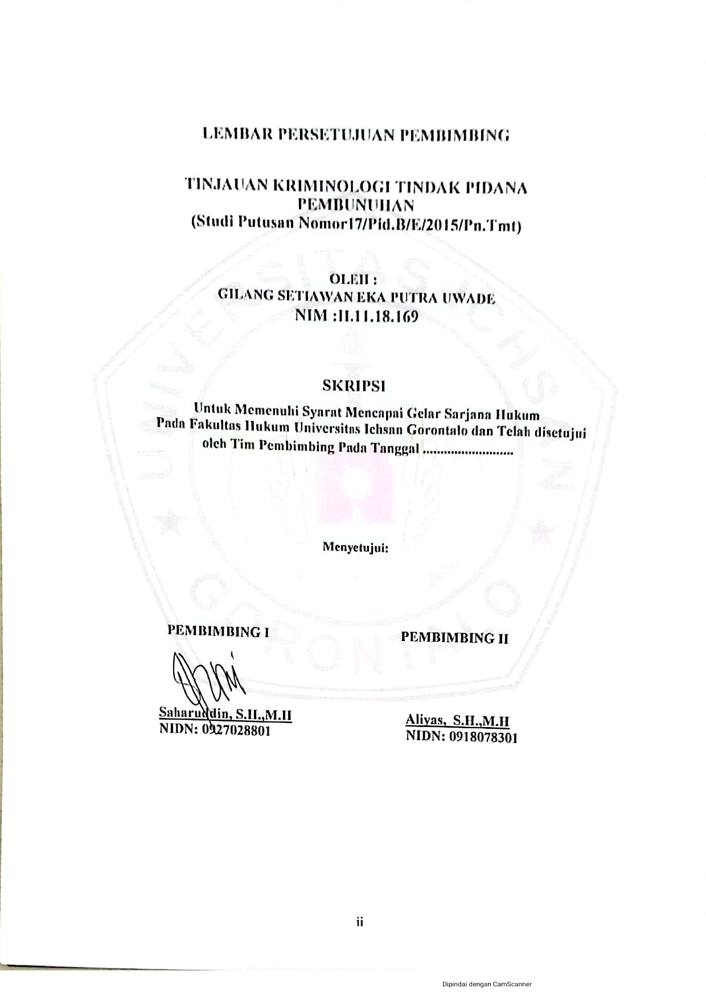 LEMBAR PERSETUJUAN PEMBIMBING
TINJAUAN KRIMINOLOGI TINDAK PIDANA
PEMBUNUHAN
(Studi Putusan Nomor17/Pid.B/E/2015/Pn.Tmt)
OLEH :
GILANG SETIAWAN EKA PUTRA UWADE
NIM :H.11.18.169
SKRIPSI
Untuk Memenuhi Syarat Mencapai Gelar Sarjana Hukum
Pada Fakultas Hukum Universitas Ichsan Gorontalo dan Telah disetujui
oleh Tim Pembimbing Pada Tanggal ..........................
Menyetujui:
PEMBIMBING I
PEMBIMBING II
Saharuddin, S.H.,M.H
NIDN: 0927028801
Aliyas, S.H.,M.H
NIDN: 0918078301
UNIVERSITAS ICHSAN
GORONTALO
ii
Dipindai dengan CamScanner